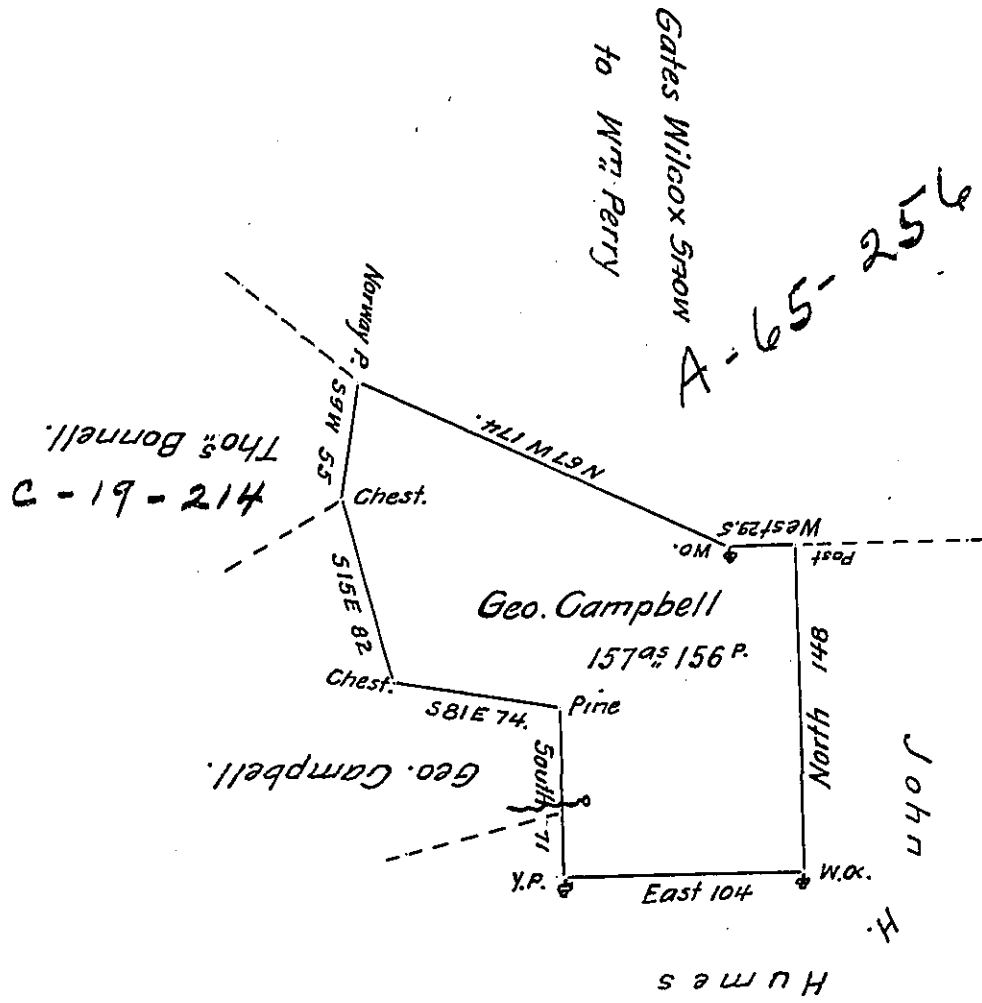 Gates Wilcox Snow
to Wm. Perry
A - 65 - 256
Norway P.
S9W 55
N67W 174.
Thos. Bonnell.
C - 19 - 214
Chest.
West 29.5
W.O.
Post
S15E 82
Geo. Campbell
157as. 156 P.
North 148
Chest.
S81E 74.
Pine
Geo. Campbell.
South 71
John
H.
Humes
Y.P.
East 104
W.O.